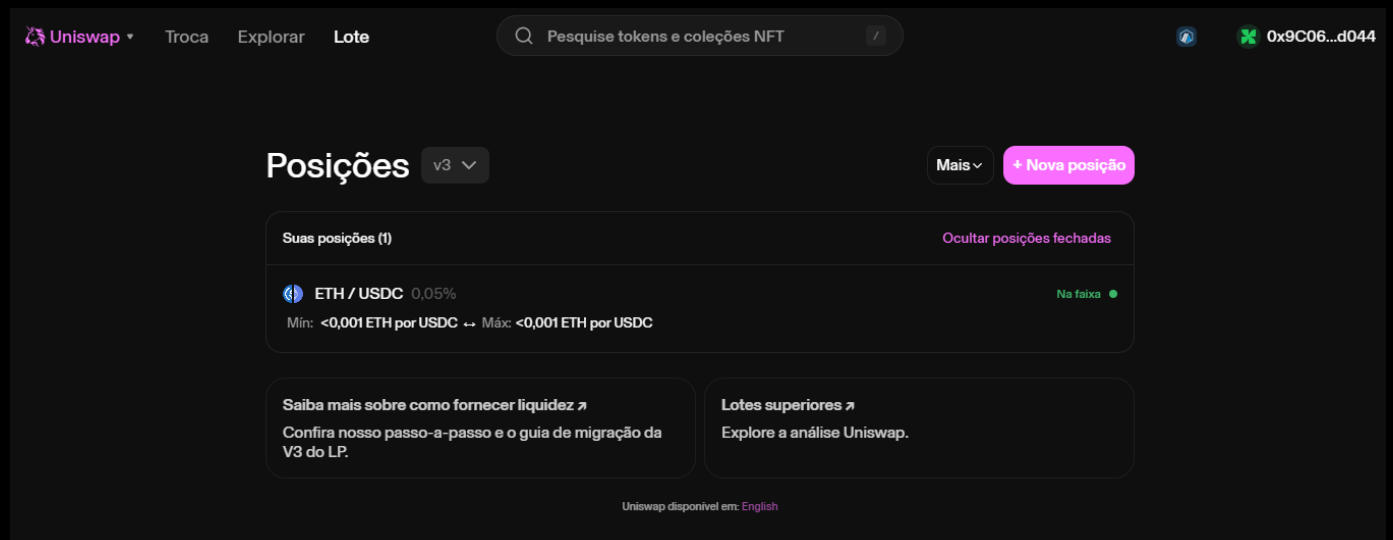 Uniswap
Troca
Explorar
Lote
Pesquise tokens e coleções NFT
/
0x9C06...d044
Posições
v3
Mais
+ Nova posição
Suas posições (1)
Ocultar posições fechadas
ETH / USDC 0,05%
Na faixa
Mín: <0,001 ETH por USDC ↔ Máx: <0,001 ETH por USDC
Saiba mais sobre como fornecer liquidez ↗
Confira nosso passo-a-passo e o guia de migração da
V3 do LP.
Lotes superiores ↗
Explore a análise Uniswap.
Uniswap disponível em: English